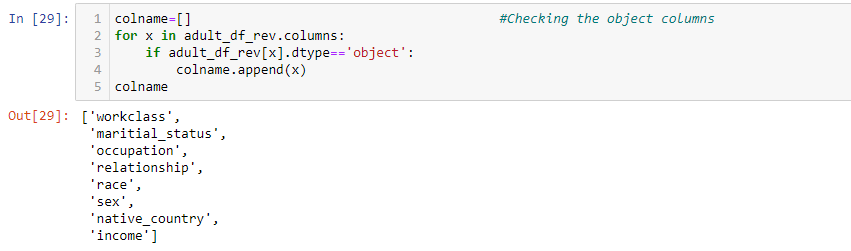 In [29]:
1 colname=[] #Checking the object columns
2 for x in adult_df_rev.columns:
3     if adult_df_rev[x].dtype=='object':
4         colname.append(x)
5 colname
Out[29]: ['workclass',
 'maritial_status',
 'occupation',
 'relationship',
 'race',
 'sex',
 'native_country',
 'income']